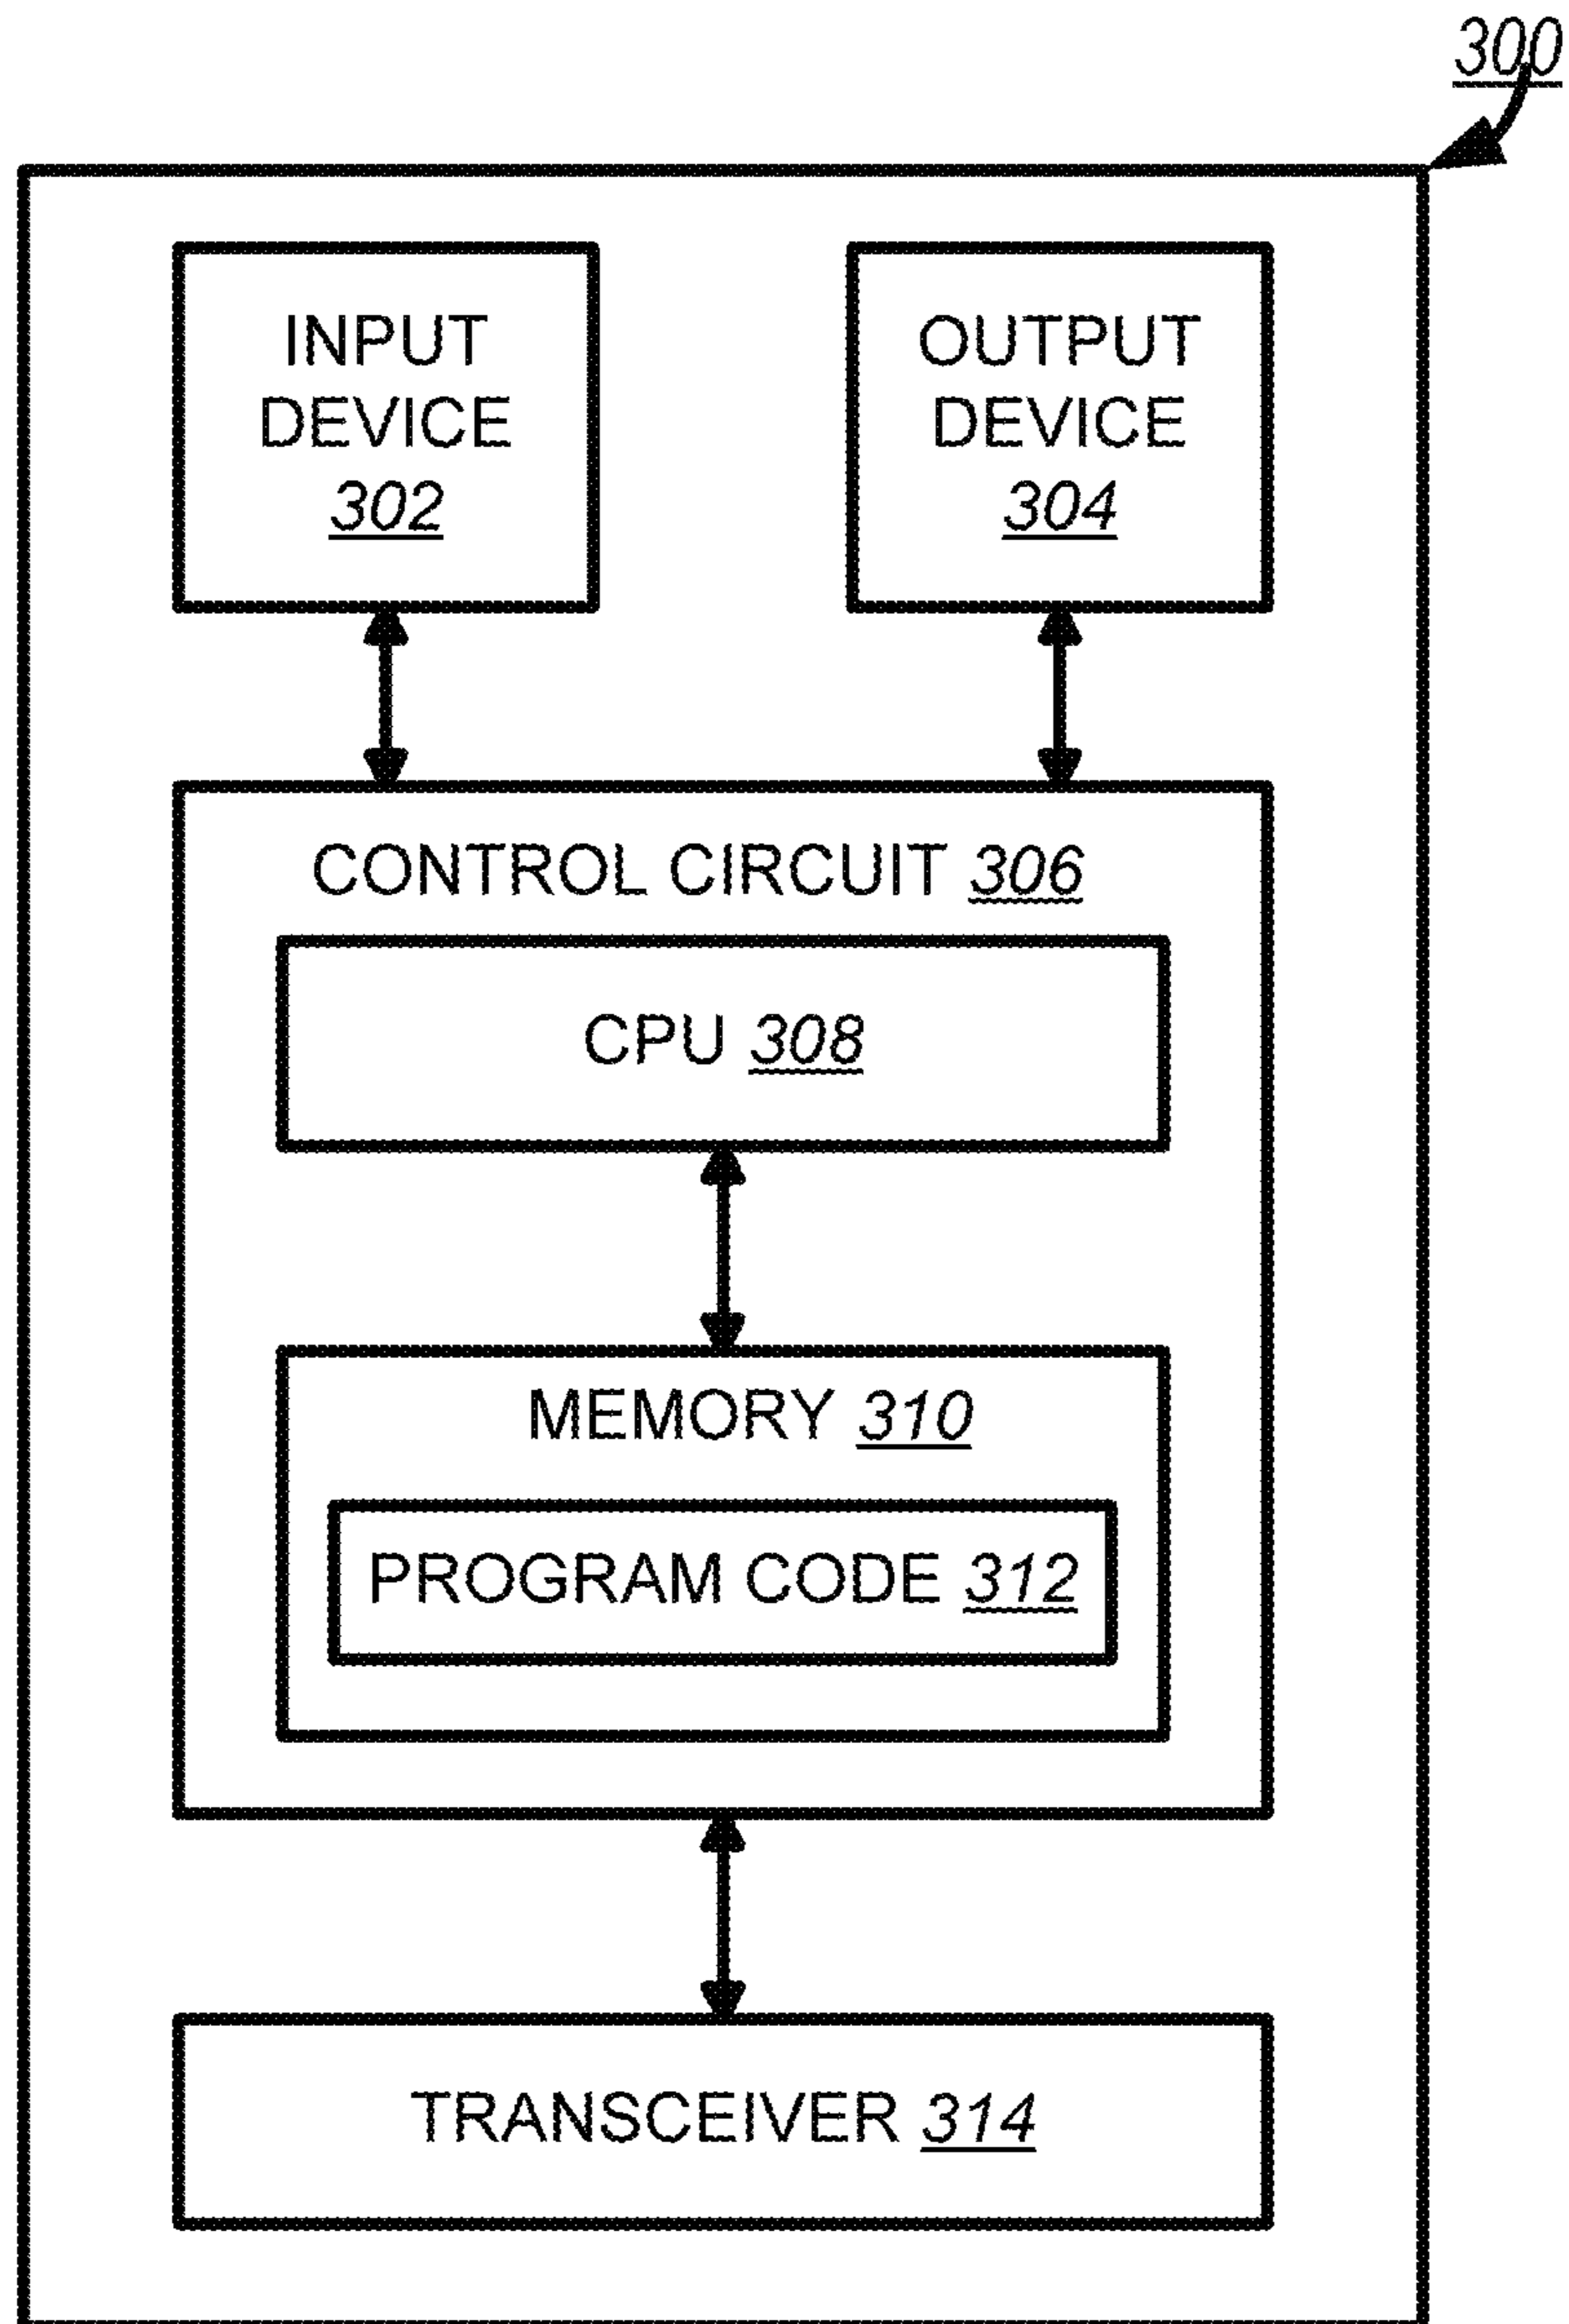 300
INPUT
DEVICE
302
OUTPUT
DEVICE
304
CONTROL CIRCUIT 306
CPU 308
MEMORY 310
PROGRAM CODE 312
TRANSCEIVER 314